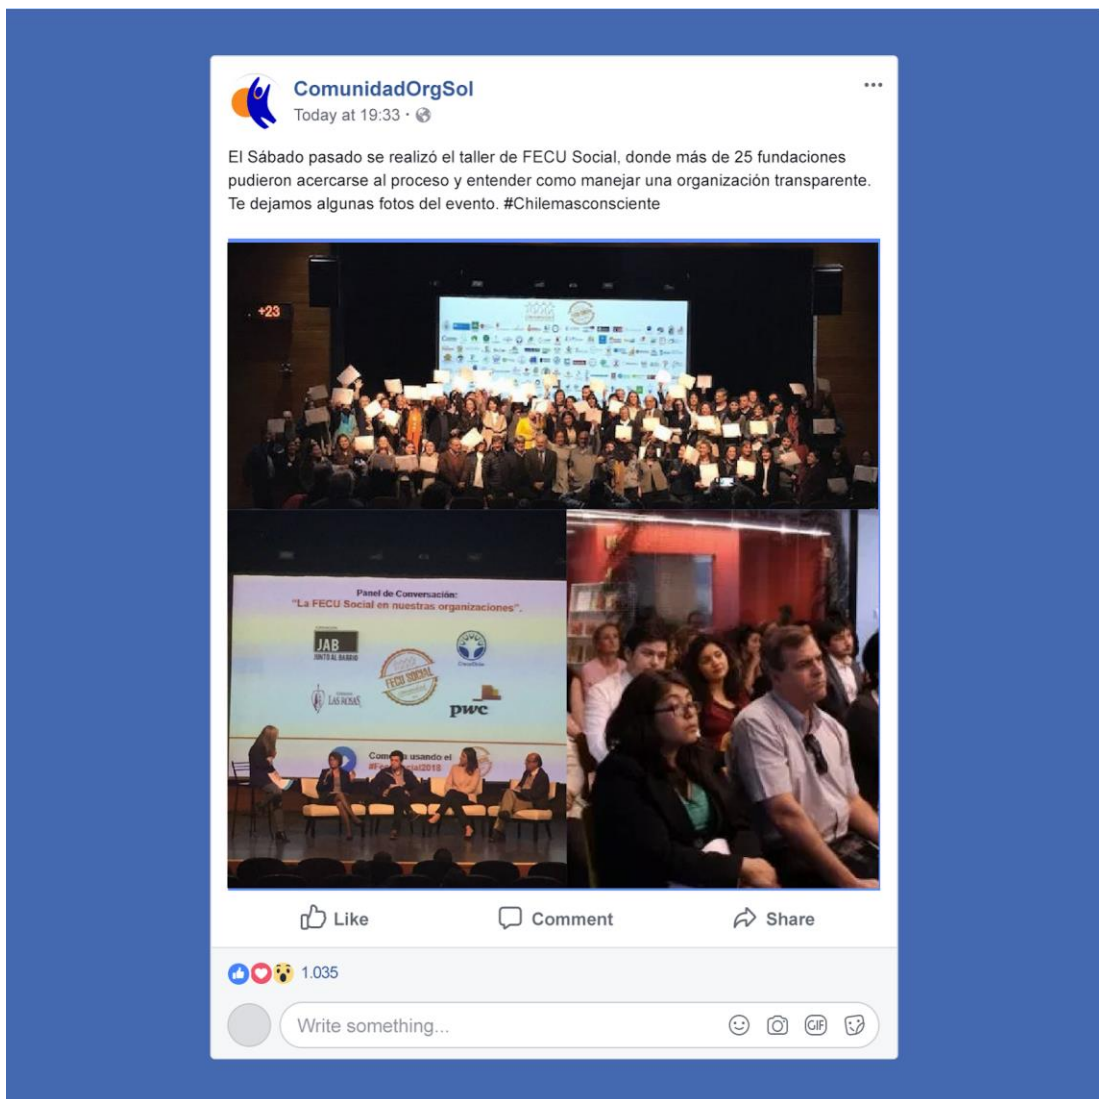 ComunidadOrgSol
Today at 19:33 ·
El Sábado pasado se realizó el taller de FECU Social, donde más de 25 fundaciones
pudieron acercarse al proceso y entender como manejar una organización transparente.
Te dejamos algunas fotos del evento. #Chilemasconsciente
+23
Panel de Conversación:
"La FECU Social en nuestras organizaciones".
JAB
JUNTO AL BARRIO
FECU SOCIAL
LAS ROSAS
pwc
usando el
Like
Comment
Share
1.035
Write something...
GIF